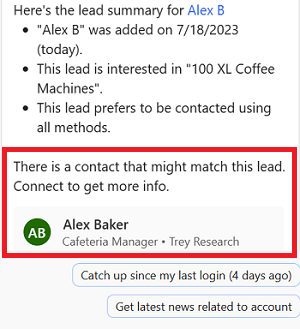 Here's the lead summary for Alex B
• "Alex B" was added on 7/18/2023
(today).
• This lead is interested in "100 XL Coffee
Machines".
• This lead prefers to be contacted using
all methods.
There is a contact that might match this lead.
Connect to get more info.
AB
Alex Baker
Cafeteria Manager • Trey Research
Catch up since my last login (4 days ago)
Get latest news related to account